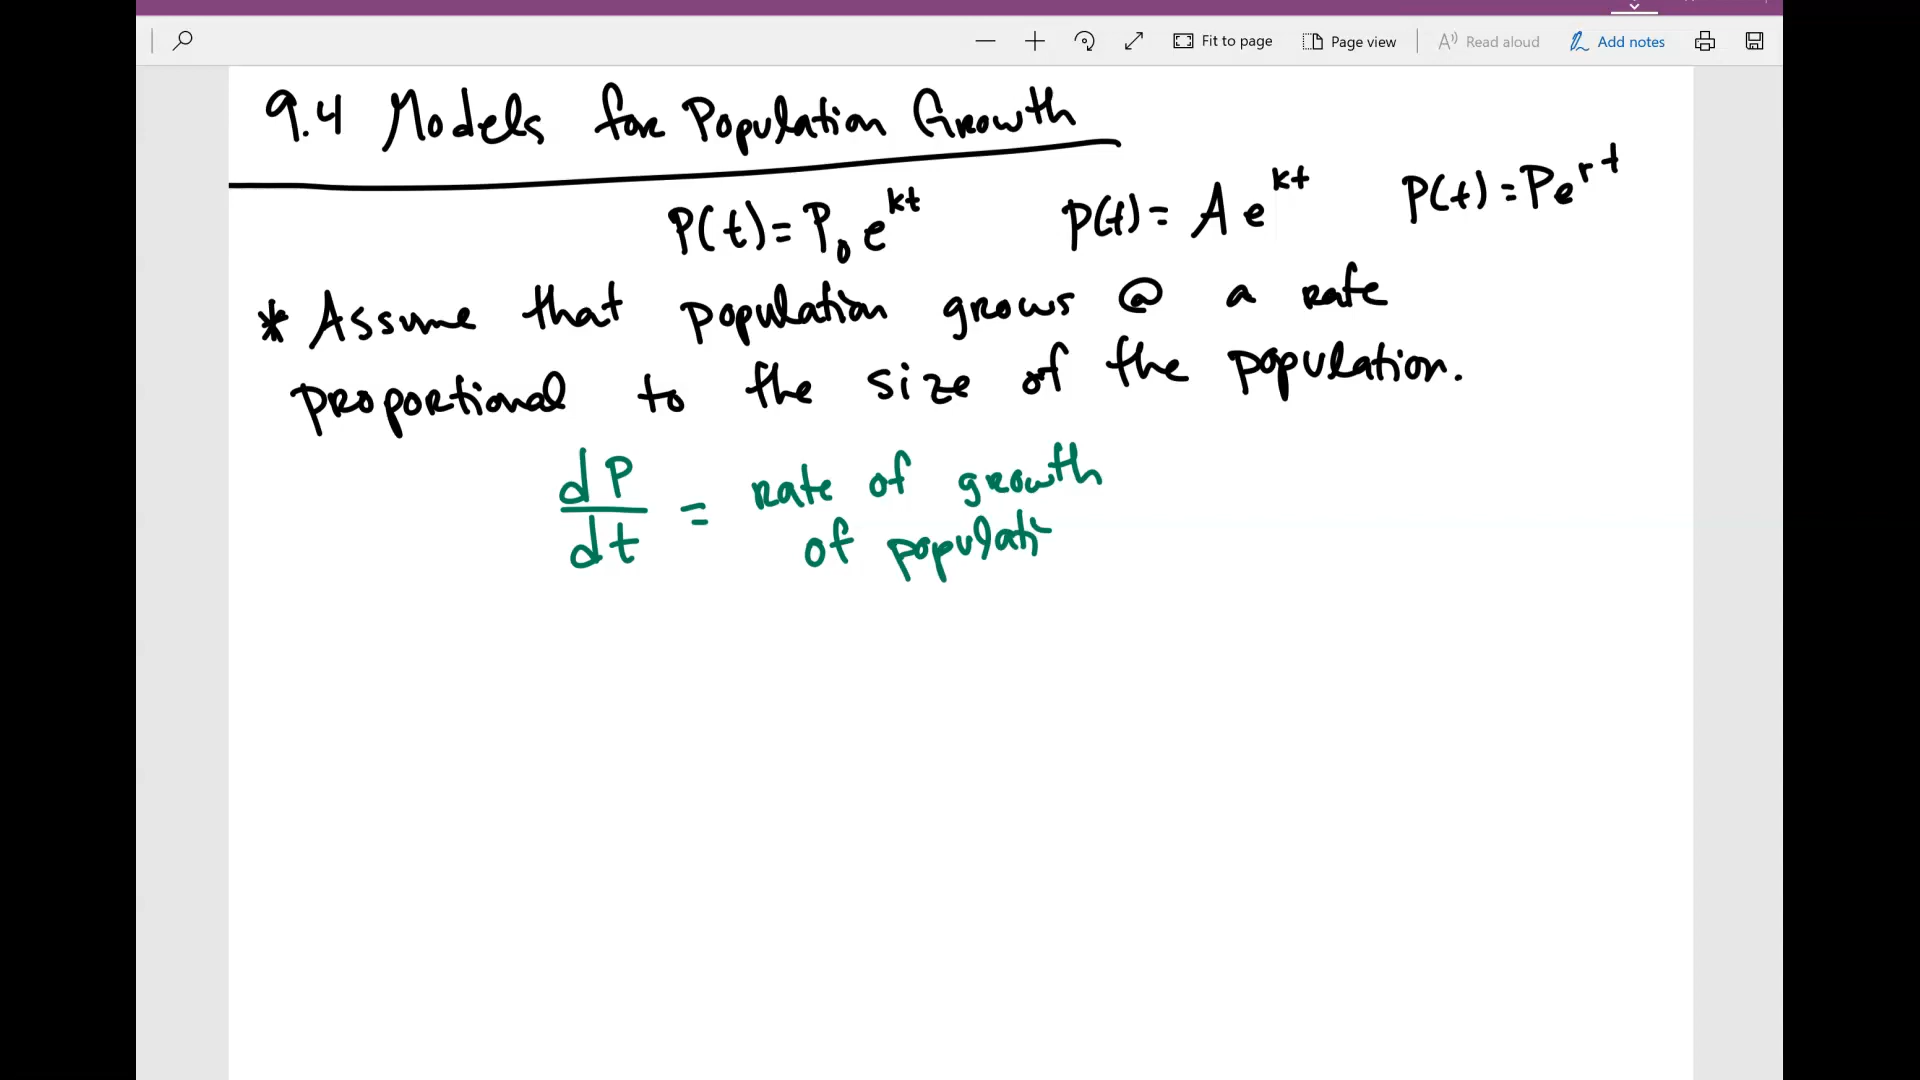 Fit to page Page view Read aloud Add notes
9.4 Models for Population Growth
P(t)=P₀e^{kt} P(t)=Ae^{kt} P(t)=Pe^{rt}
* Assume that population grows @ a rate
proportional to the size of the population.
dP/dt = rate of growth
of populati